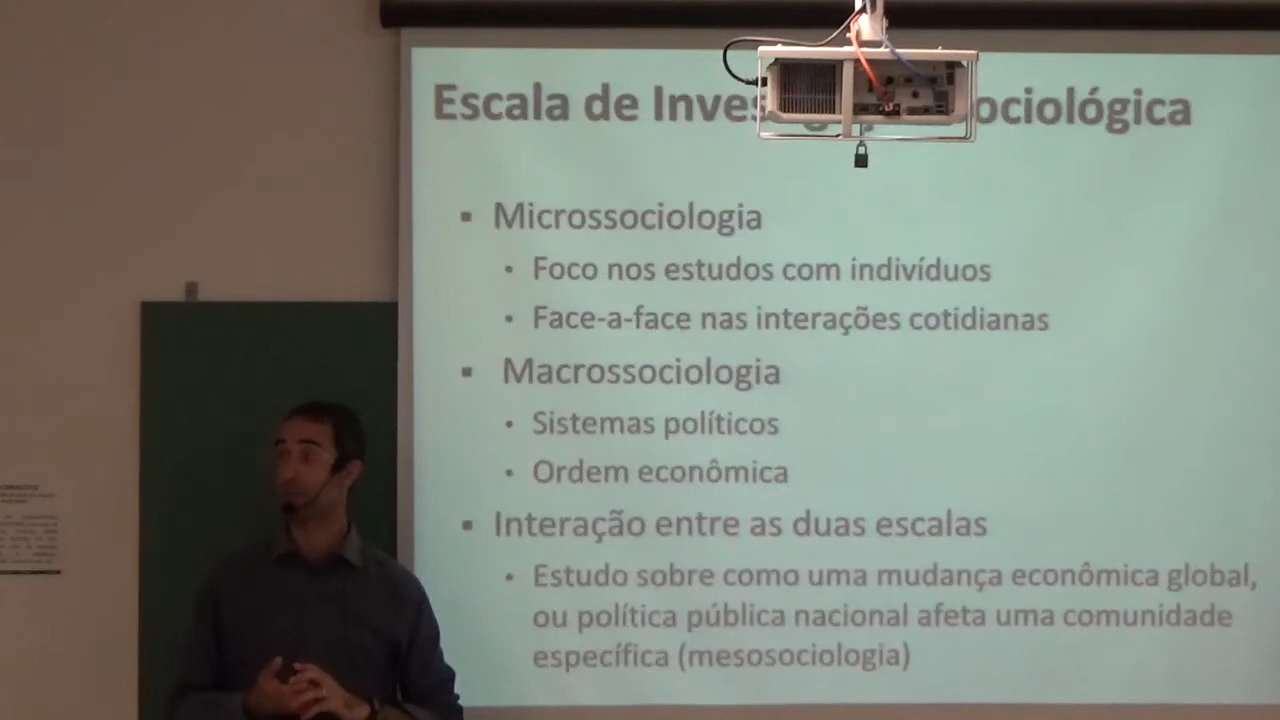 Escala de Inves ociológica
▪ Microssociologia
• Foco nos estudos com indivíduos
• Face-a-face nas interações cotidianas
▪ Macrossociologia
• Sistemas políticos
• Ordem econômica
▪ Interação entre as duas escalas
• Estudo sobre como uma mudança econômica global,
ou política pública nacional afeta uma comunidade
específica (mesosociologia)